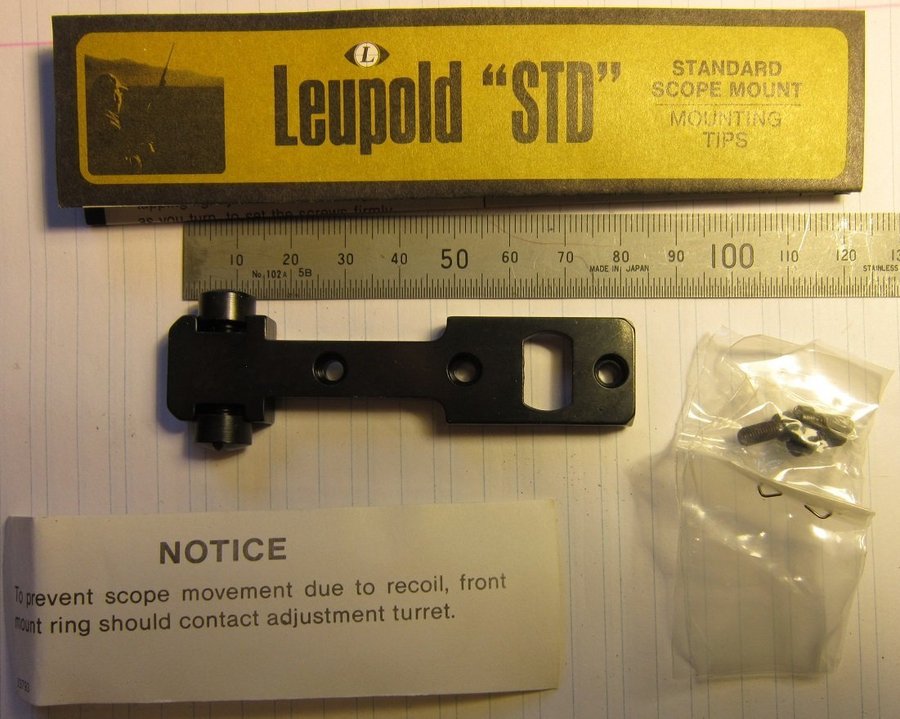 L
Leupold “STD”
STANDARD
SCOPE MOUNT
MOUNTING
TIPS
as you turn, to set the screws firmly
10 20 30 40 50 60 70 80 90 100 110 120 13
No. 102A 5B MADE IN JAPAN STAINLESS
NOTICE
To prevent scope movement due to recoil, front
mount ring should contact adjustment turret.